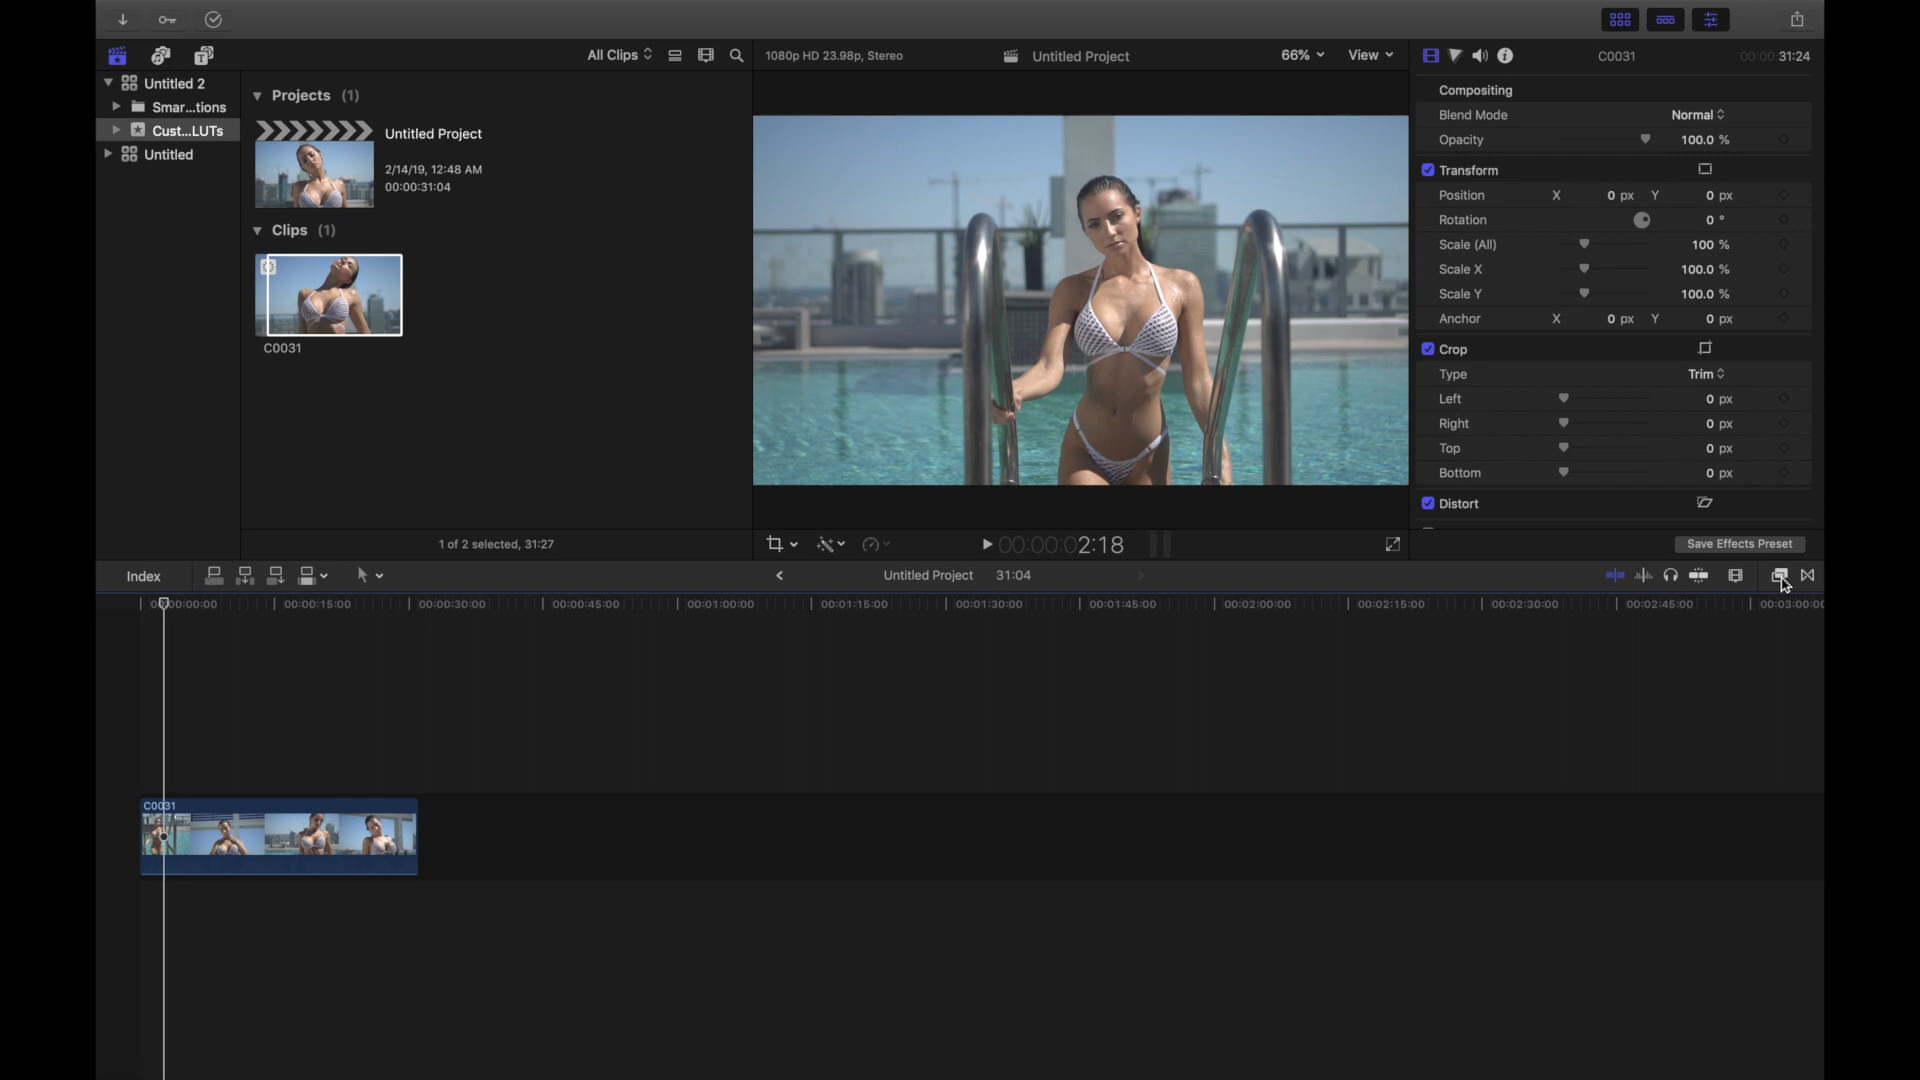 All Clips
1080p HD 23.98p, Stereo
Untitled Project
66%
View
C0031
00:00:31:24
Untitled 2
Smar...tions
Cust...LUTs
Untitled
Projects (1)
Untitled Project
2/14/19, 12:48 AM
00:00:31:04
Clips (1)
C0031
1 of 2 selected, 31:27
00:00:02:18
Compositing
Blend Mode Normal
Opacity 100.0 %
Transform
Position X 0 px Y 0 px
Rotation 0 °
Scale (All) 100 %
Scale X 100.0 %
Scale Y 100.0 %
Anchor X 0 px Y 0 px
Crop
Type Trim
Left 0 px
Right 0 px
Top 0 px
Bottom 0 px
Distort
Save Effects Preset
Index
Untitled Project 31:04
00:00:00:00 00:00:15:00 00:00:30:00 00:00:45:00 00:01:00:00 00:01:15:00 00:01:30:00 00:01:45:00 00:02:00:00 00:02:15:00 00:02:30:00 00:02:45:00 00:03:00:00
C0031